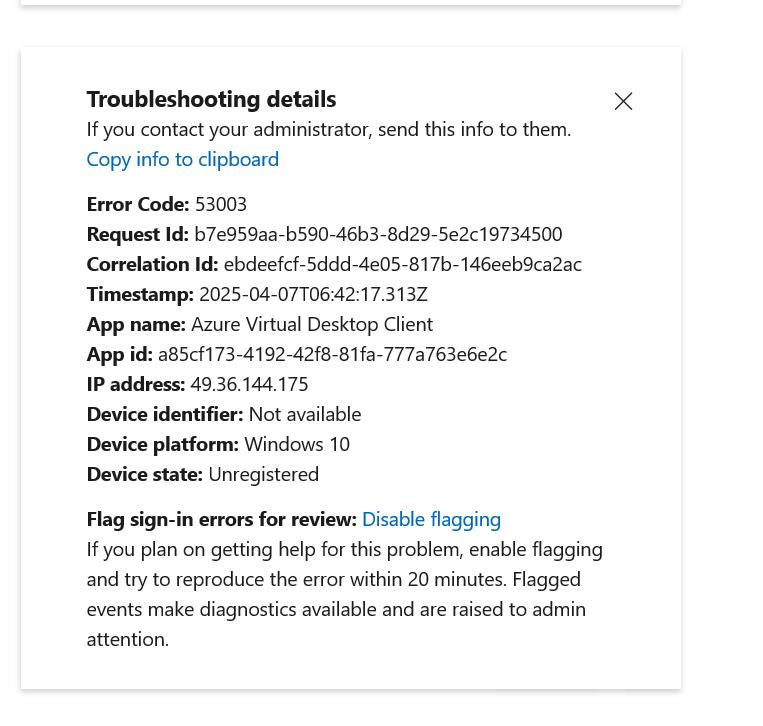 Troubleshooting details
If you contact your administrator, send this info to them.
Copy info to clipboard
Error Code: 53003
Request Id: b7e959aa-b590-46b3-8d29-5e2c19734500
Correlation Id: ebdeefcf-5ddd-4e05-817b-146eeb9ca2ac
Timestamp: 2025-04-07T06:42:17.313Z
App name: Azure Virtual Desktop Client
App id: a85cf173-4192-42f8-81fa-777a763e6e2c
IP address: 49.36.144.175
Device identifier: Not available
Device platform: Windows 10
Device state: Unregistered
Flag sign-in errors for review: Disable flagging
If you plan on getting help for this problem, enable flagging
and try to reproduce the error within 20 minutes. Flagged
events make diagnostics available and are raised to admin
attention.